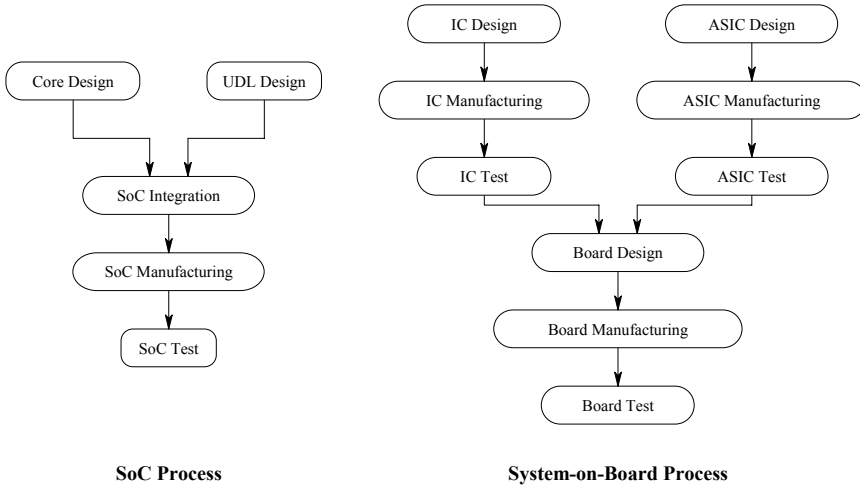 Core Design
UDL Design
SoC Integration
SoC Manufacturing
SoC Test
SoC Process
IC Design
ASIC Design
IC Manufacturing
ASIC Manufacturing
IC Test
ASIC Test
Board Design
Board Manufacturing
Board Test
System-on-Board Process